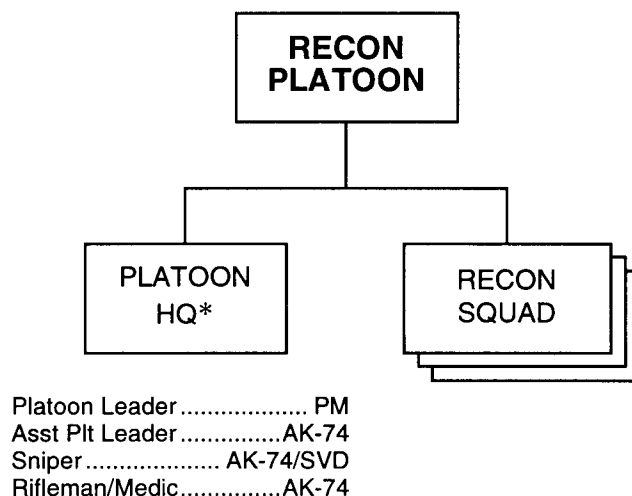 RECON
PLATOON
PLATOON
HQ*
RECON
SQUAD
Platoon Leader................... PM
Asst Plt Leader...............AK-74
Sniper.................... AK-74/SVD
Rifleman/Medic...............AK-74